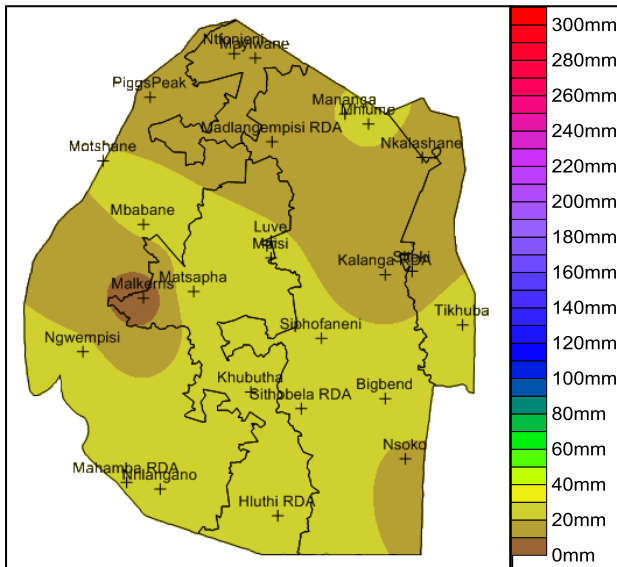 Ntfonjeni
Mayiwane
PiggsPeak
Mananga
Mhlume
Madlangempisi RDA
Nkalashane
Motshane
Mbabane
Luve
Kalanga RDA
Siteki
Malkerns
Matsapha
Tikhuba
Siphofaneni
Ngwempisi
Khubutha
Sithobela RDA
Bigbend
Nsoko
Mahamba RDA
Nhlangano
Hluthi RDA
300mm
280mm
260mm
240mm
220mm
200mm
180mm
160mm
140mm
120mm
100mm
80mm
60mm
40mm
20mm
0mm